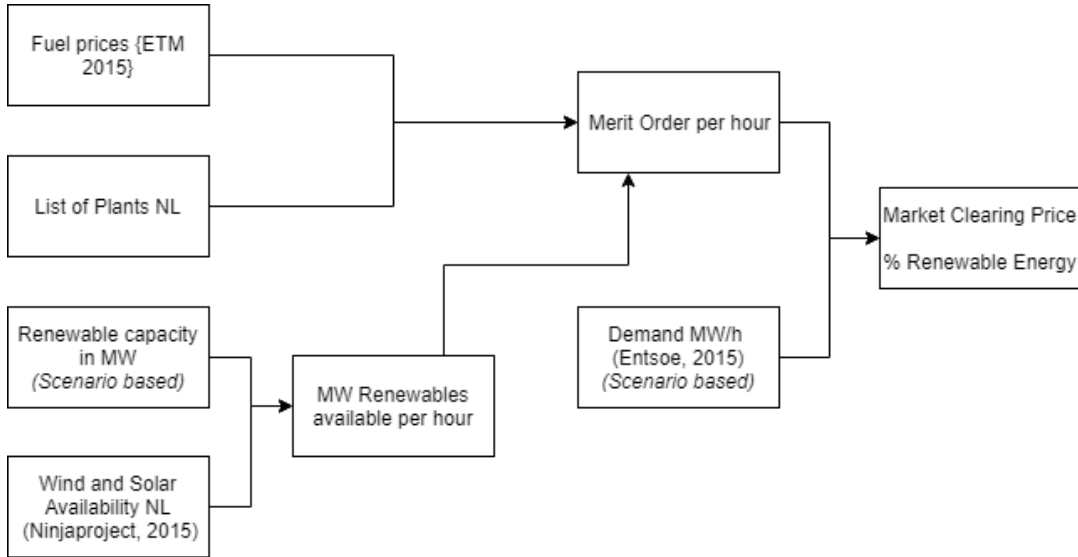 Fuel prices {ETM
2015}
List of Plants NL
Renewable capacity
in MW
(Scenario based)
Wind and Solar
Availability NL
(Ninjaproject, 2015)
MW Renewables
available per hour
Merit Order per hour
Demand MW/h
(Entsoe, 2015)
(Scenario based)
Market Clearing Price
% Renewable Energy